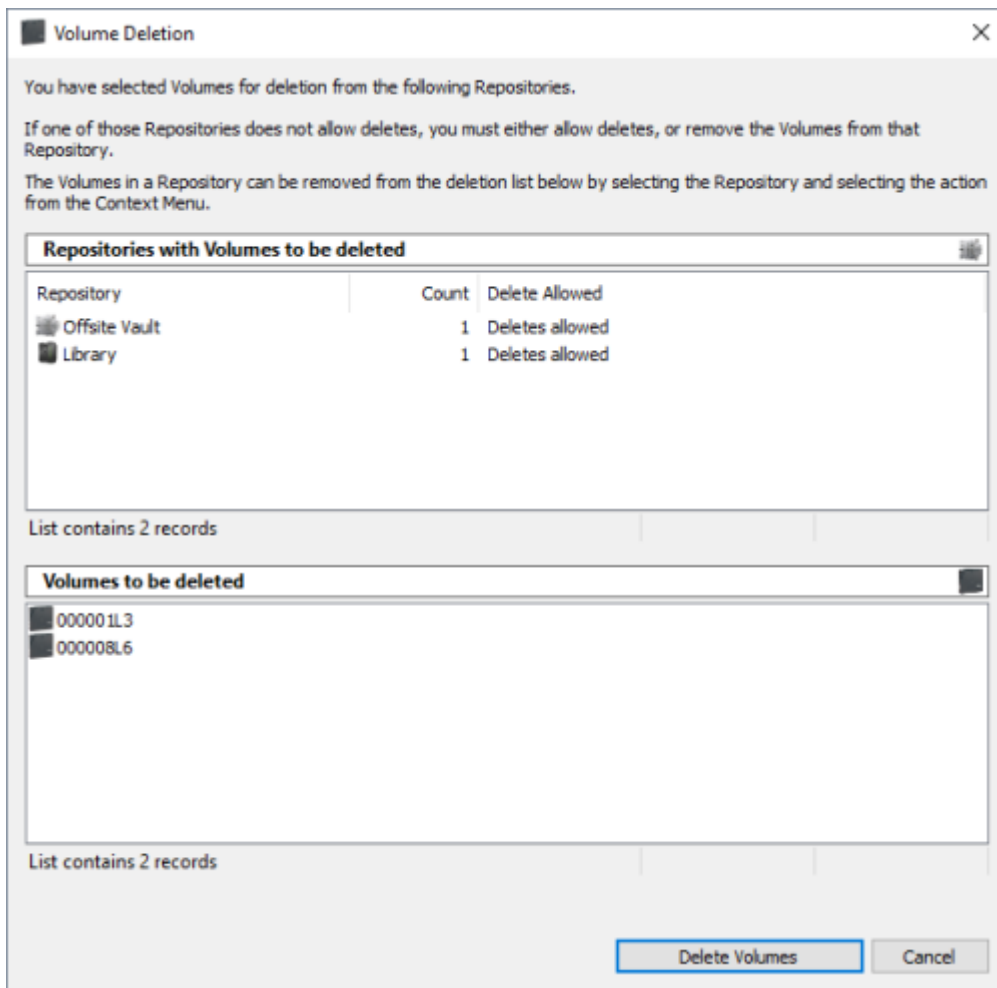 Volume Deletion
You have selected Volumes for deletion from the following Repositories.
If one of those Repositories does not allow deletes, you must either allow deletes, or remove the Volumes from that
Repository.
The Volumes in a Repository can be removed from the deletion list below by selecting the Repository and selecting the action
from the Context Menu.
Repositories with Volumes to be deleted
Repository Count Delete Allowed
Offsite Vault 1 Deletes allowed
Library 1 Deletes allowed
List contains 2 records
Volumes to be deleted
000001L3
000008L6
List contains 2 records
Delete Volumes Cancel